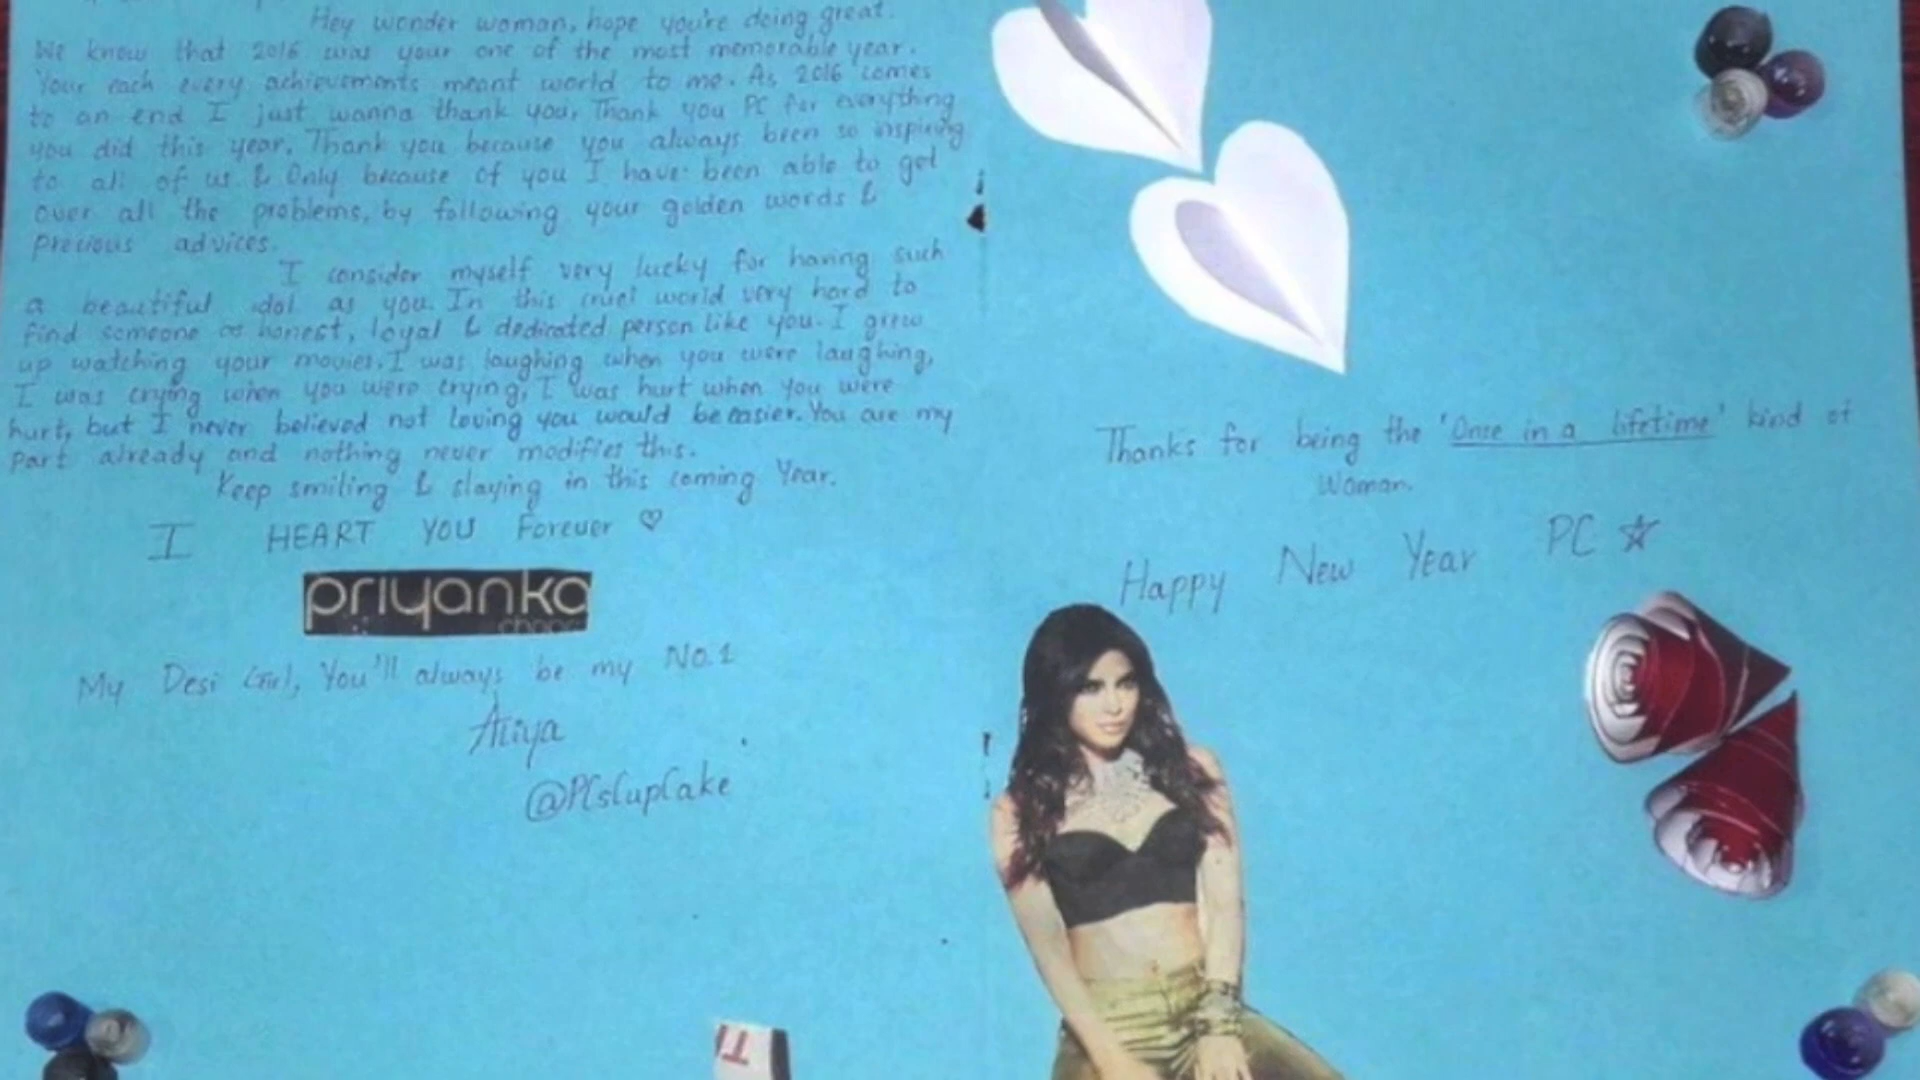 Hey wonder woman, hope you're doing great.
We know that 2016 was your one of the most memorable year.
Your each every achievements meant world to me. As 2016 comes
to an end I just wanna thank you, Thank you PC for everything
you did this year. Thank you because you always been so inspiring
to all of us & Only because of you I have been able to get
over all the problems, by following your golden words &
precious advices.
I consider myself very lucky for having such
a beautiful idol as you. In this cruel world very hard to
find someone as honest, loyal & dedicated person like you. I grew
up watching your movies. I was laughing when you were laughing,
I was crying when you were crying, I was hurt when you were
hurt, but I never believed not loving you would be easier. You are my
part already and nothing never modifies this.
Keep smiling & slaying in this coming Year.
I HEART YOU Forever ♡
priyanka
My Desi Girl, You'll always be my No.1
Aliya
@PCsCupCake
Thanks for being the 'Once in a lifetime' kind of
Woman.
Happy New Year PC ☆